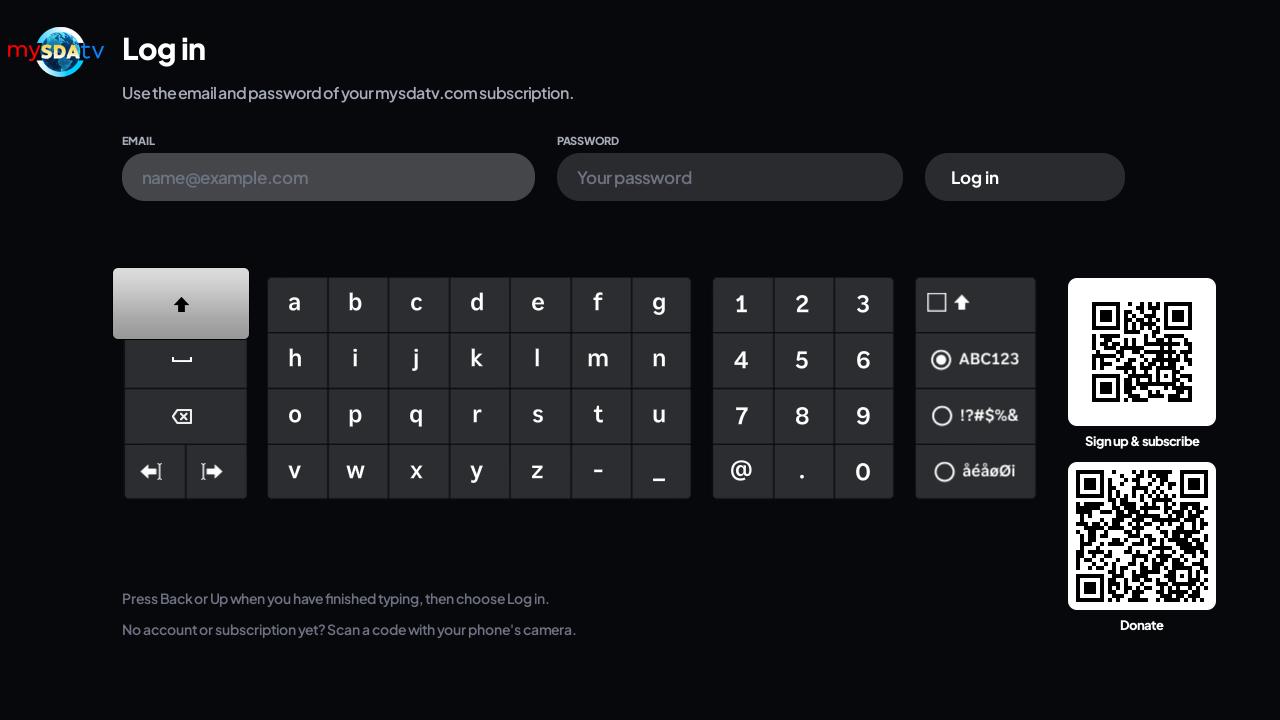 mySDAtv
Log in
Use the email and password of your mysdatv.com subscription.
EMAIL
PASSWORD
name@example.com
Your password
Log in
a b c d e f g
1 2 3
h i j k l m n
4 5 6
ABC123
o p q r s t u
7 8 9
!?#$%&
v w x y z - _
@ . 0
åéåøØi
Sign up & subscribe
Donate
Press Back or Up when you have finished typing, then choose Log in.
No account or subscription yet? Scan a code with your phone's camera.